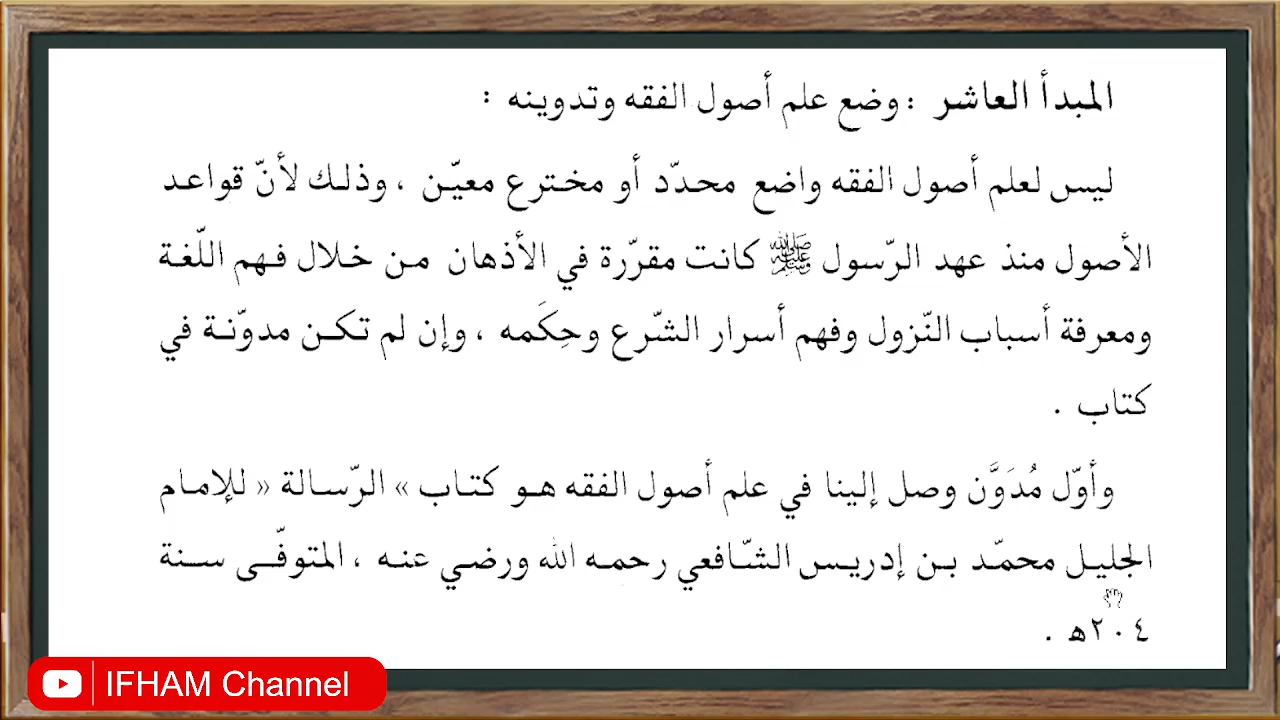 المبدأ العاشر : وضع علم أصول الفقه وتدوينه :
ليس لعلم أصول الفقه واضع محدّد أو مخترع معيّن ، وذلك لأنّ قواعد
الأصول منذ عهد الرّسول ﷺ كانت مقرّرة في الأذهان من خلال فهم اللّغة
ومعرفة أسباب النّزول وفهم أسرار الشّرع وحِكَمه ، وإن لم تكن مدوّنة في
كتاب .
وأوّل مُدَوَّن وصل إلينا في علم أصول الفقه هو كتاب » الرّسالة « للإمام
الجليل محمّد بن إدريس الشّافعي رحمه الله ورضي عنه ، المتوفّى سنة
٢٠٤ھ .
IFHAM Channel